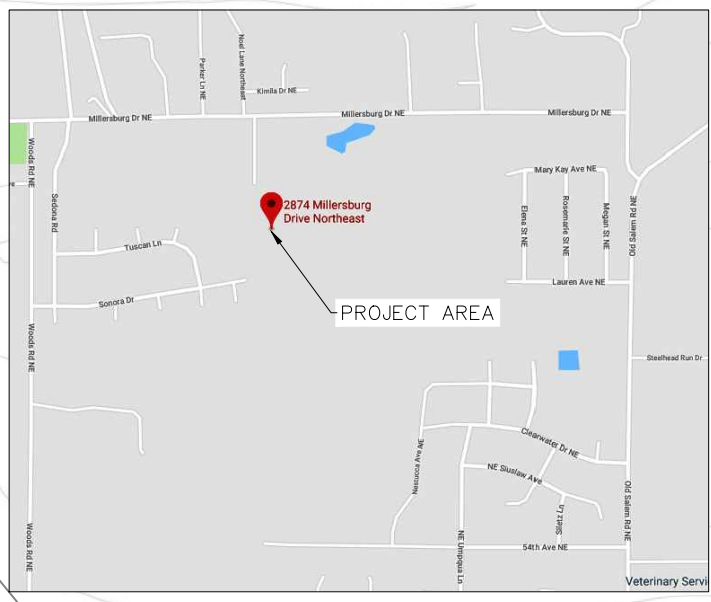 Parker Ln NE
Noel Lane Northeast
Kimila Dr NE
Millersburg Dr NE
Millersburg Dr NE
Millersburg Dr NE
Woods Rd NE
Sedona Rd
Mary Kay Ave NE
Elena St NE
Rosemarie St NE
Megan St NE
Old Salem Rd NE
2874 Millersburg
Drive Northeast
Tuscan Ln
Sonora Dr
Lauren Ave NE
PROJECT AREA
Woods Rd NE
Steelhead Run Dr
Clearwater Dr NE
Nestucca Ave NE
NE Siuslaw Ave
Siletz Ln
Old Salem Rd NE
Woods Rd NE
NE Umpqua Ln
54th Ave NE
Veterinary Servi